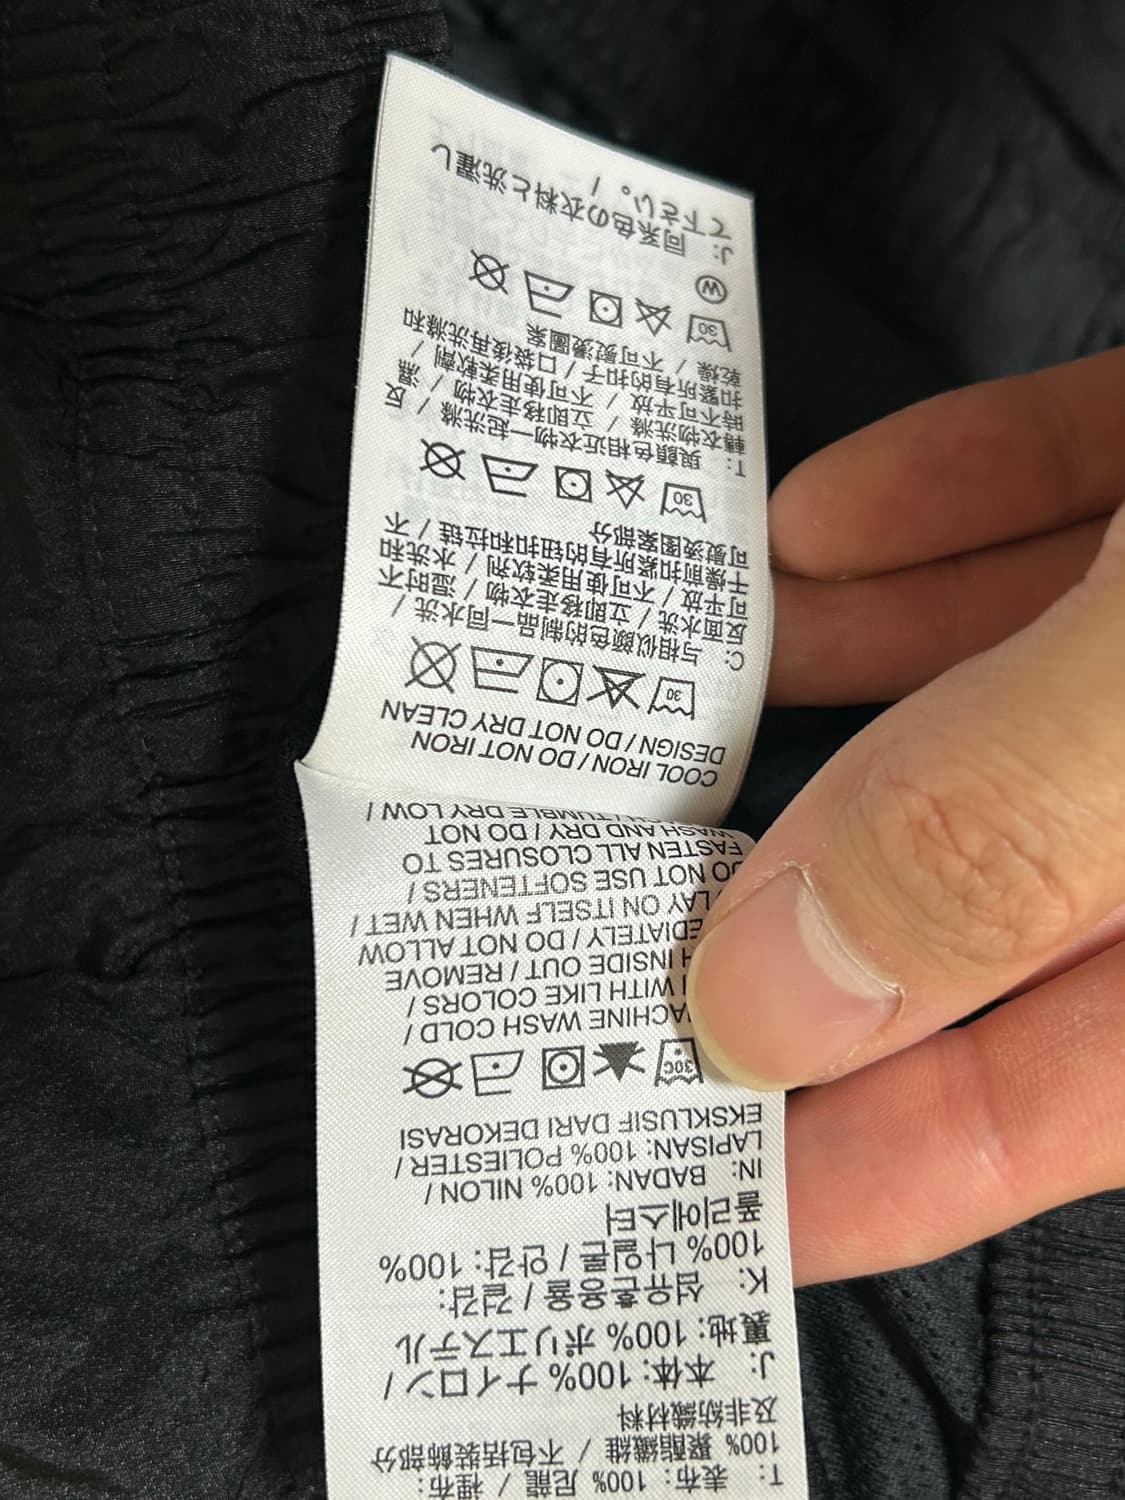 T: 表布: 100% 尼龍 / 裡布:
100% 聚酯纖維 / 不包括裝飾部分
及非紡織材料
J: 本体: 100% ナイロン /
裏地: 100% ポリエステル
K: 섬유혼용율 / 겉감:
100% 나일론 / 안감: 100%
폴리에스터
IN: BADAN: 100% NILON /
LAPISAN: 100% POLIESTER /
EKSKLUSIF DARI DEKORASI
30C
MACHINE WASH COLD /
WITH LIKE COLORS /
INSIDE OUT / REMOVE
/ DO NOT ALLOW
LAY ON ITSELF WHEN WET /
DO NOT USE SOFTENERS /
FASTEN ALL CLOSURES TO
WASH AND DRY / DO NOT
/ TUMBLE DRY LOW /
COOL IRON / DO NOT IRON
DESIGN / DO NOT DRY CLEAN
30
C: 与相似颜色的制品一同水洗 /
反面水洗 / 立即移走衣物 / 湿时不
可平放 / 不可使用柔软剂 / 水洗和
干燥前扣紧所有的钮扣和拉链 / 不
可熨烫图案部分
30
T: 與顏色相近衣物一起洗滌 / 反
轉衣物洗滌 / 立即移走衣物 / 濕
時不可平放 / 不可使用柔軟劑 /
扣緊所有的扣子 / 口袋後再洗滌和
乾燥 / 不可熨燙圖案
30
W
J: 同系色の衣料と洗濯し
て下さい。 /